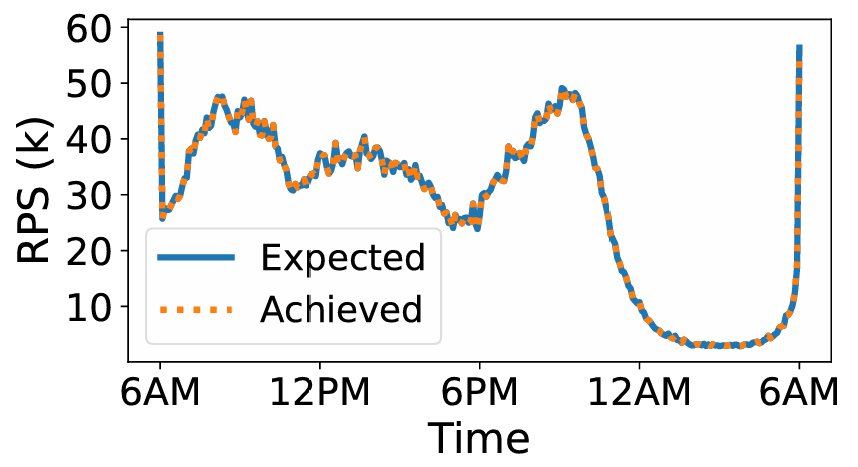 60
50
40
30
20
10
RPS (k)
Expected
Achieved
6AM 12PM 6PM 12AM 6AM
Time